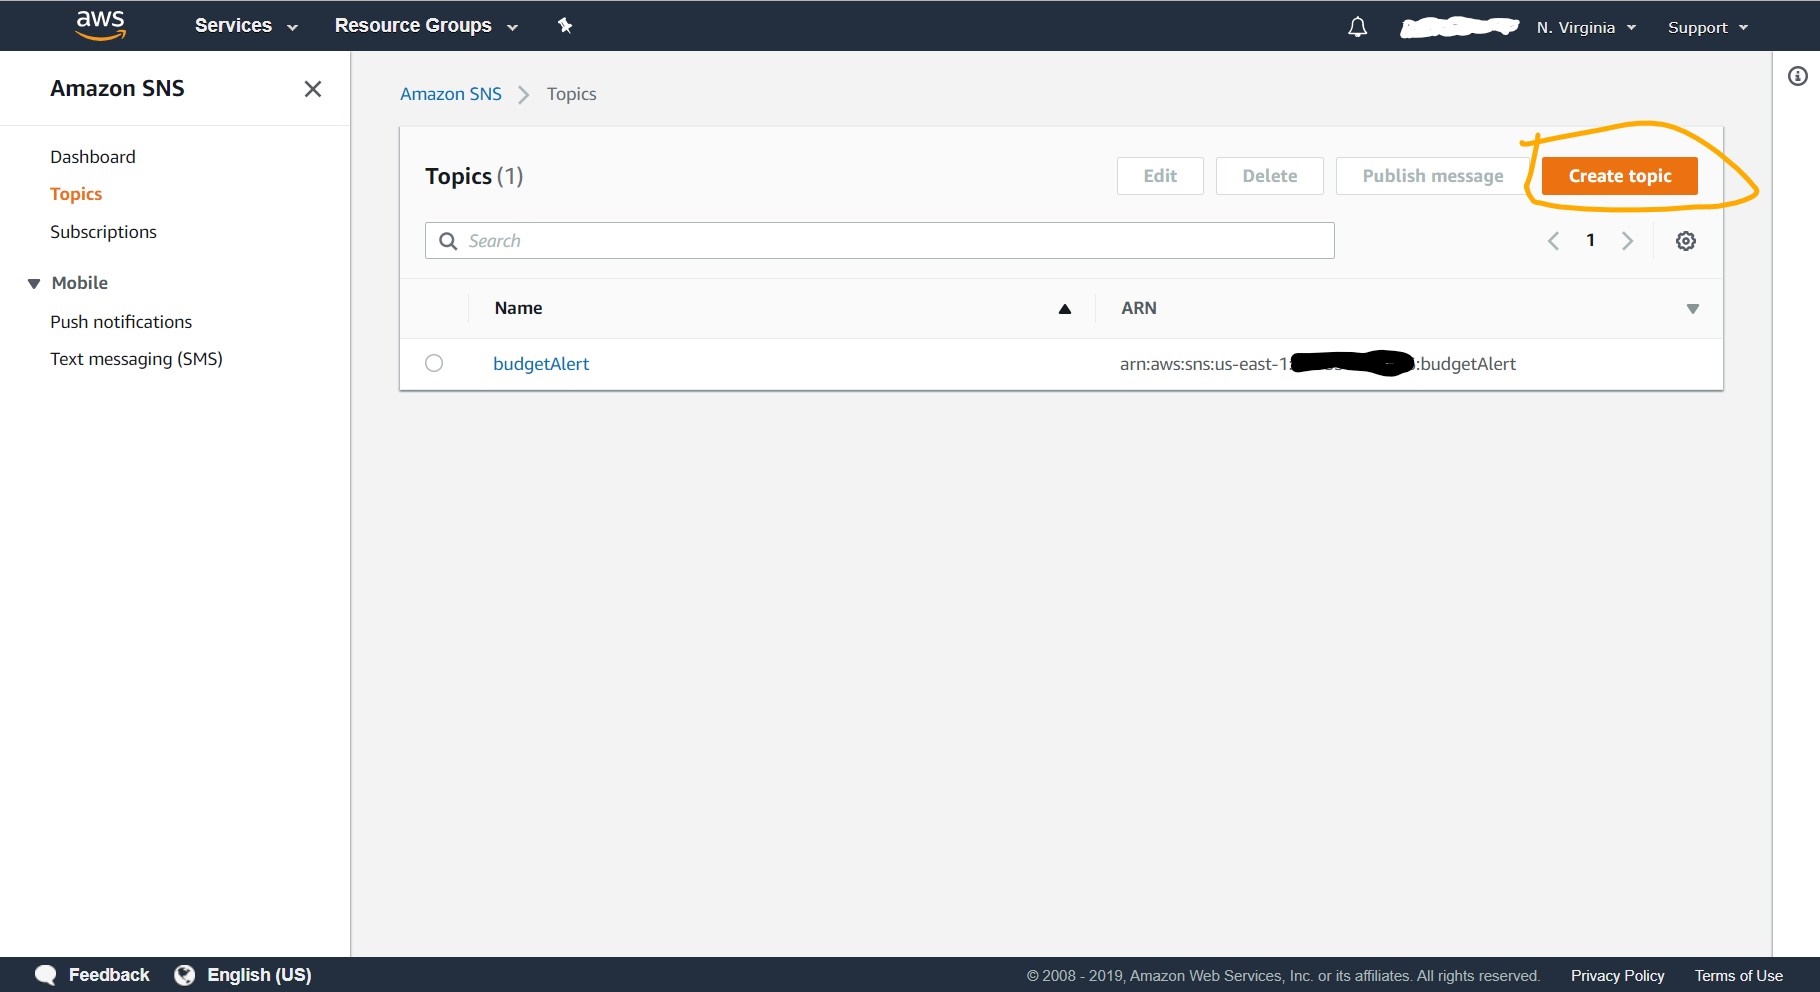 aws
Services
Resource Groups
N. Virginia
Support
Amazon SNS
Dashboard
Topics
Subscriptions
Mobile
Push notifications
Text messaging (SMS)
Amazon SNS
Topics
Topics (1)
Edit
Delete
Publish message
Create topic
Search
1
Name
ARN
budgetAlert
arn:aws:sns:us-east-1: :budgetAlert
Feedback
English (US)
© 2008 - 2019, Amazon Web Services, Inc. or its affiliates. All rights reserved.
Privacy Policy
Terms of Use